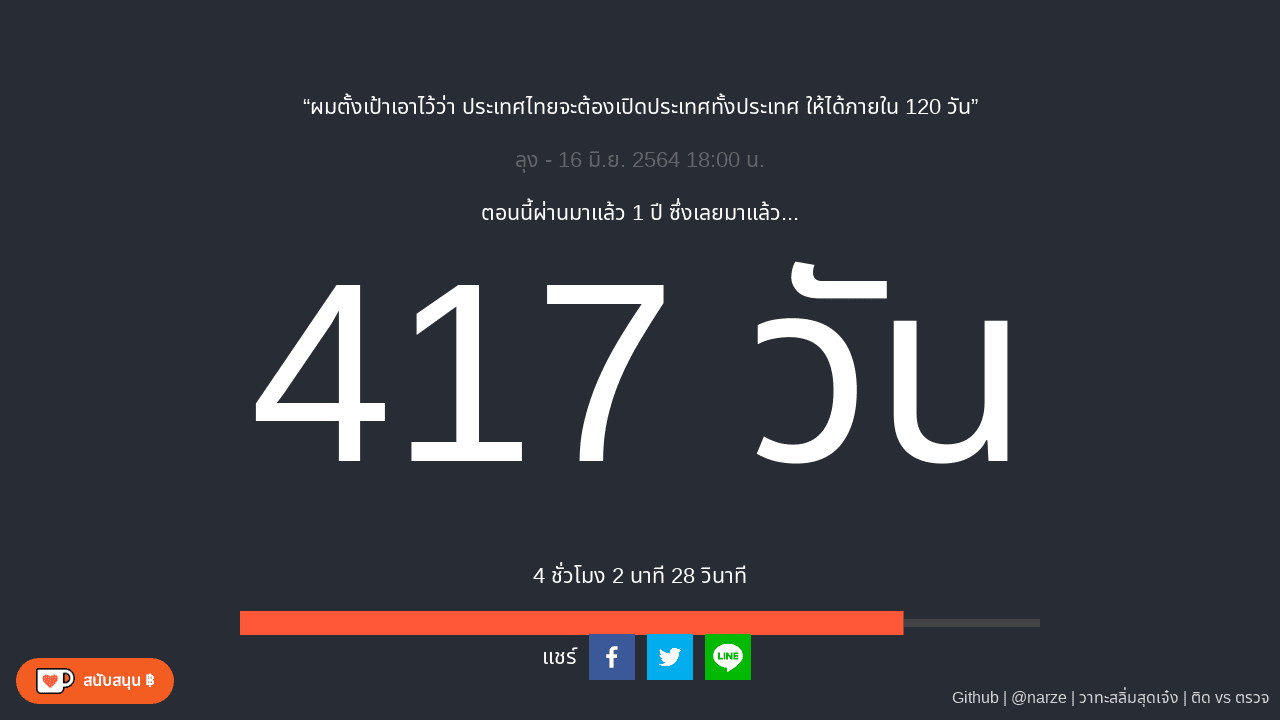 “ผมตั้งเป้าเอาไว้ว่า ประเทศไทยจะต้องเปิดประเทศทั้งประเทศ ให้ได้ภายใน 120 วัน”
ลุง - 16 มิ.ย. 2564 18:00 น.
ตอนนี้ผ่านมาแล้ว 1 ปี ซึ่งเลยมาแล้ว...
417 วัน
4 ชั่วโมง 2 นาที 28 วินาที
แชร์
LINE
สนับสนุน ฿
Github | @narze | วาทะสลิ่มสุดเจ๋ง | ติด vs ตรวจ